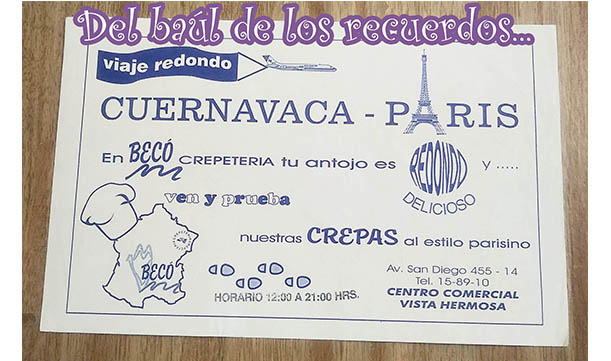 Del baúl de los recuerdos...
viaje redondo
CUERNAVACA - PARIS
En BECÓ CREPETERIA tu antojo es REDONDO y .....
DELICIOSO
ven y prueba
nuestras CREPAS al estilo parisino
BECÓ
Av. San Diego 455 - 14
Tel. 15-89-10
CENTRO COMERCIAL
VISTA HERMOSA
HORARIO 12:00 A 21:00 HRS.